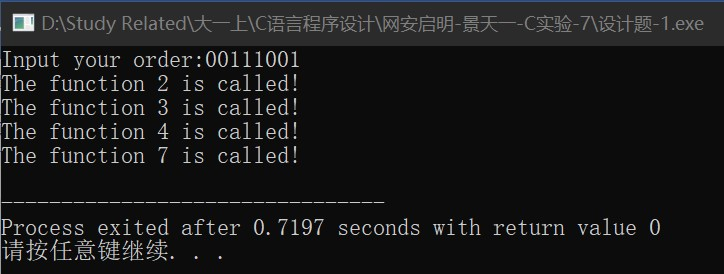 D:\Study Related\大一上\C语言程序设计\网安启明-景天一-C实验-7\设计题-1.exe
Input your order:00111001
The function 2 is called!
The function 3 is called!
The function 4 is called!
The function 7 is called!
--------------------------------
Process exited after 0.7197 seconds with return value 0
请按任意键继续. . .